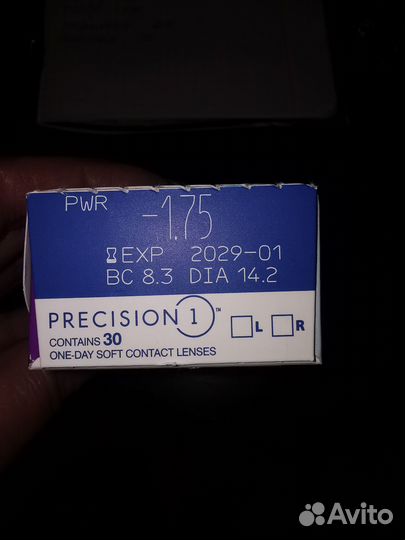 PWR -1.75
EXP 2029-01
BC 8.3 DIA 14.2
PRECISION 1 ™ L R
CONTAINS 30
ONE-DAY SOFT CONTACT LENSES
Avito